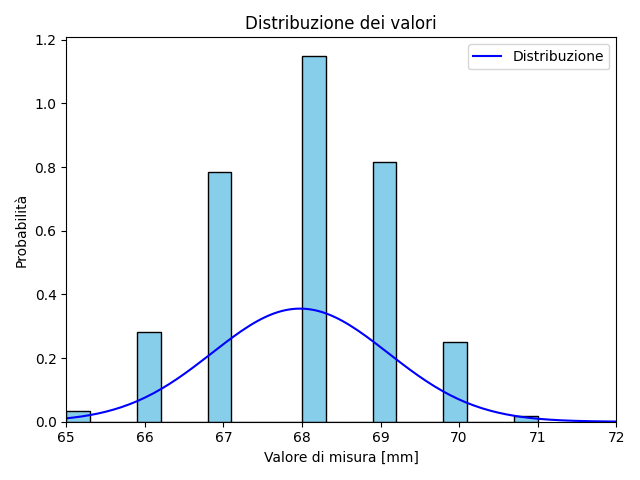 Distribuzione dei valori
Distribuzione
Probabilità
1.2
1.0
0.8
0.6
0.4
0.2
0.0
65 66 67 68 69 70 71 72
Valore di misura [mm]